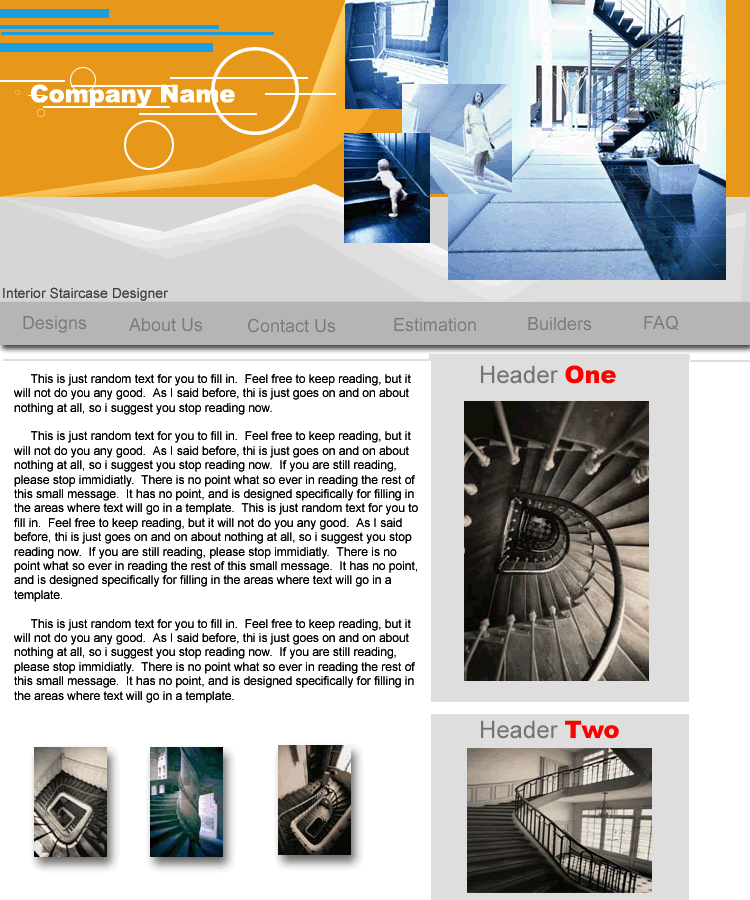 Company Name
Interior Staircase Designer
Designs About Us Contact Us Estimation Builders FAQ
This is just random text for you to fill in. Feel free to keep reading, but it
will not do you any good. As I said before, thi is just goes on and on about
nothing at all, so i suggest you stop reading now.
This is just random text for you to fill in. Feel free to keep reading, but it
will not do you any good. As I said before, thi is just goes on and on about
nothing at all, so i suggest you stop reading now. If you are still reading,
please stop immidiatly. There is no point what so ever in reading the rest of
this small message. It has no point, and is designed specifically for filling in
the areas where text will go in a template. This is just random text for you to
fill in. Feel free to keep reading, but it will not do you any good. As I said
before, thi is just goes on and on about nothing at all, so i suggest you stop
reading now. If you are still reading, please stop immidiatly. There is no
point what so ever in reading the rest of this small message. It has no point,
and is designed specifically for filling in the areas where text will go in a
template.
This is just random text for you to fill in. Feel free to keep reading, but it
will not do you any good. As I said before, thi is just goes on and on about
nothing at all, so i suggest you stop reading now. If you are still reading,
please stop immidiatly. There is no point what so ever in reading the rest of
this small message. It has no point, and is designed specifically for filling in
the areas where text will go in a template.
Header One
Header Two